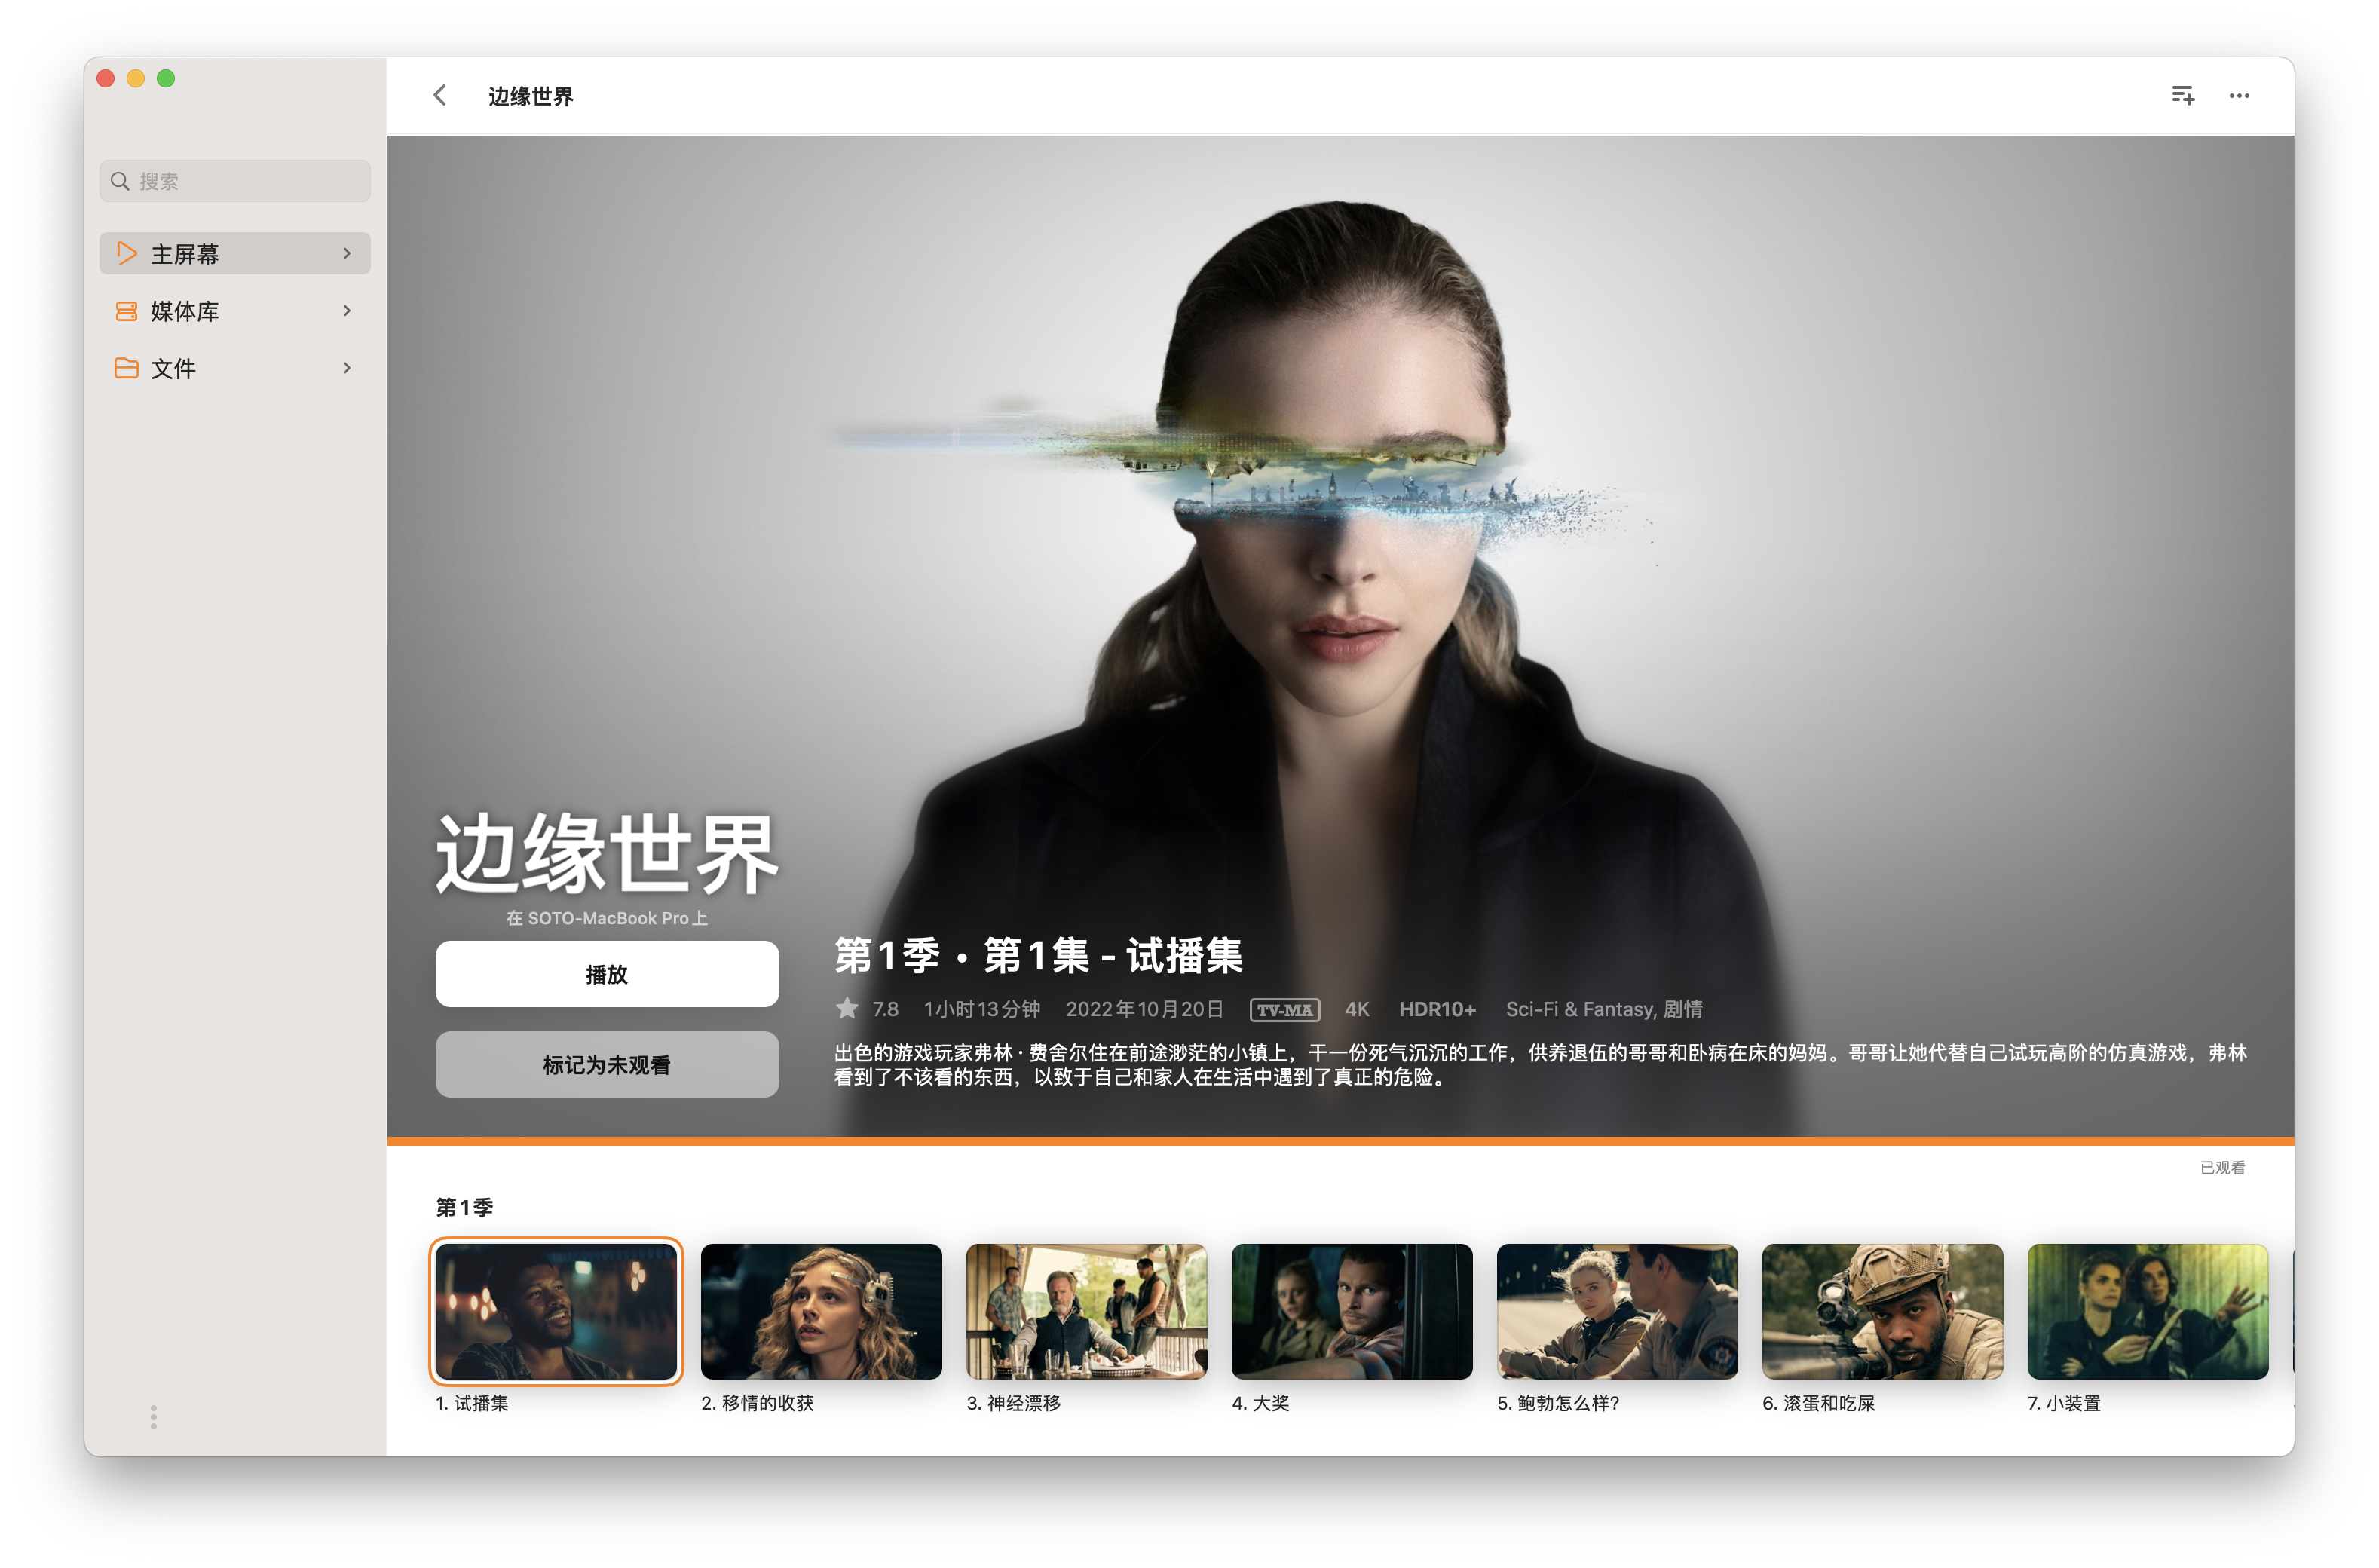 边缘世界
搜索
主屏幕
媒体库
文件
边缘世界
在 SOTO-MacBook Pro 上
播放
标记为未观看
第1季 • 第1集 - 试播集
7.8 1小时13分钟 2022年10月20日 TV-MA 4K HDR10+ Sci-Fi & Fantasy, 剧情
出色的游戏玩家弗林·费舍尔住在前途渺茫的小镇上，干一份死气沉沉的工作，供养退伍的哥哥和卧病在床的妈妈。哥哥让她代替自己试玩高阶的仿真游戏，弗林
看到了不该看的东西，以致于自己和家人在生活中遇到了真正的危险。
已观看
第1季
1. 试播集
2. 移情的收获
3. 神经漂移
4. 大奖
5. 鲍勃怎么样?
6. 滚蛋和吃屎
7. 小装置